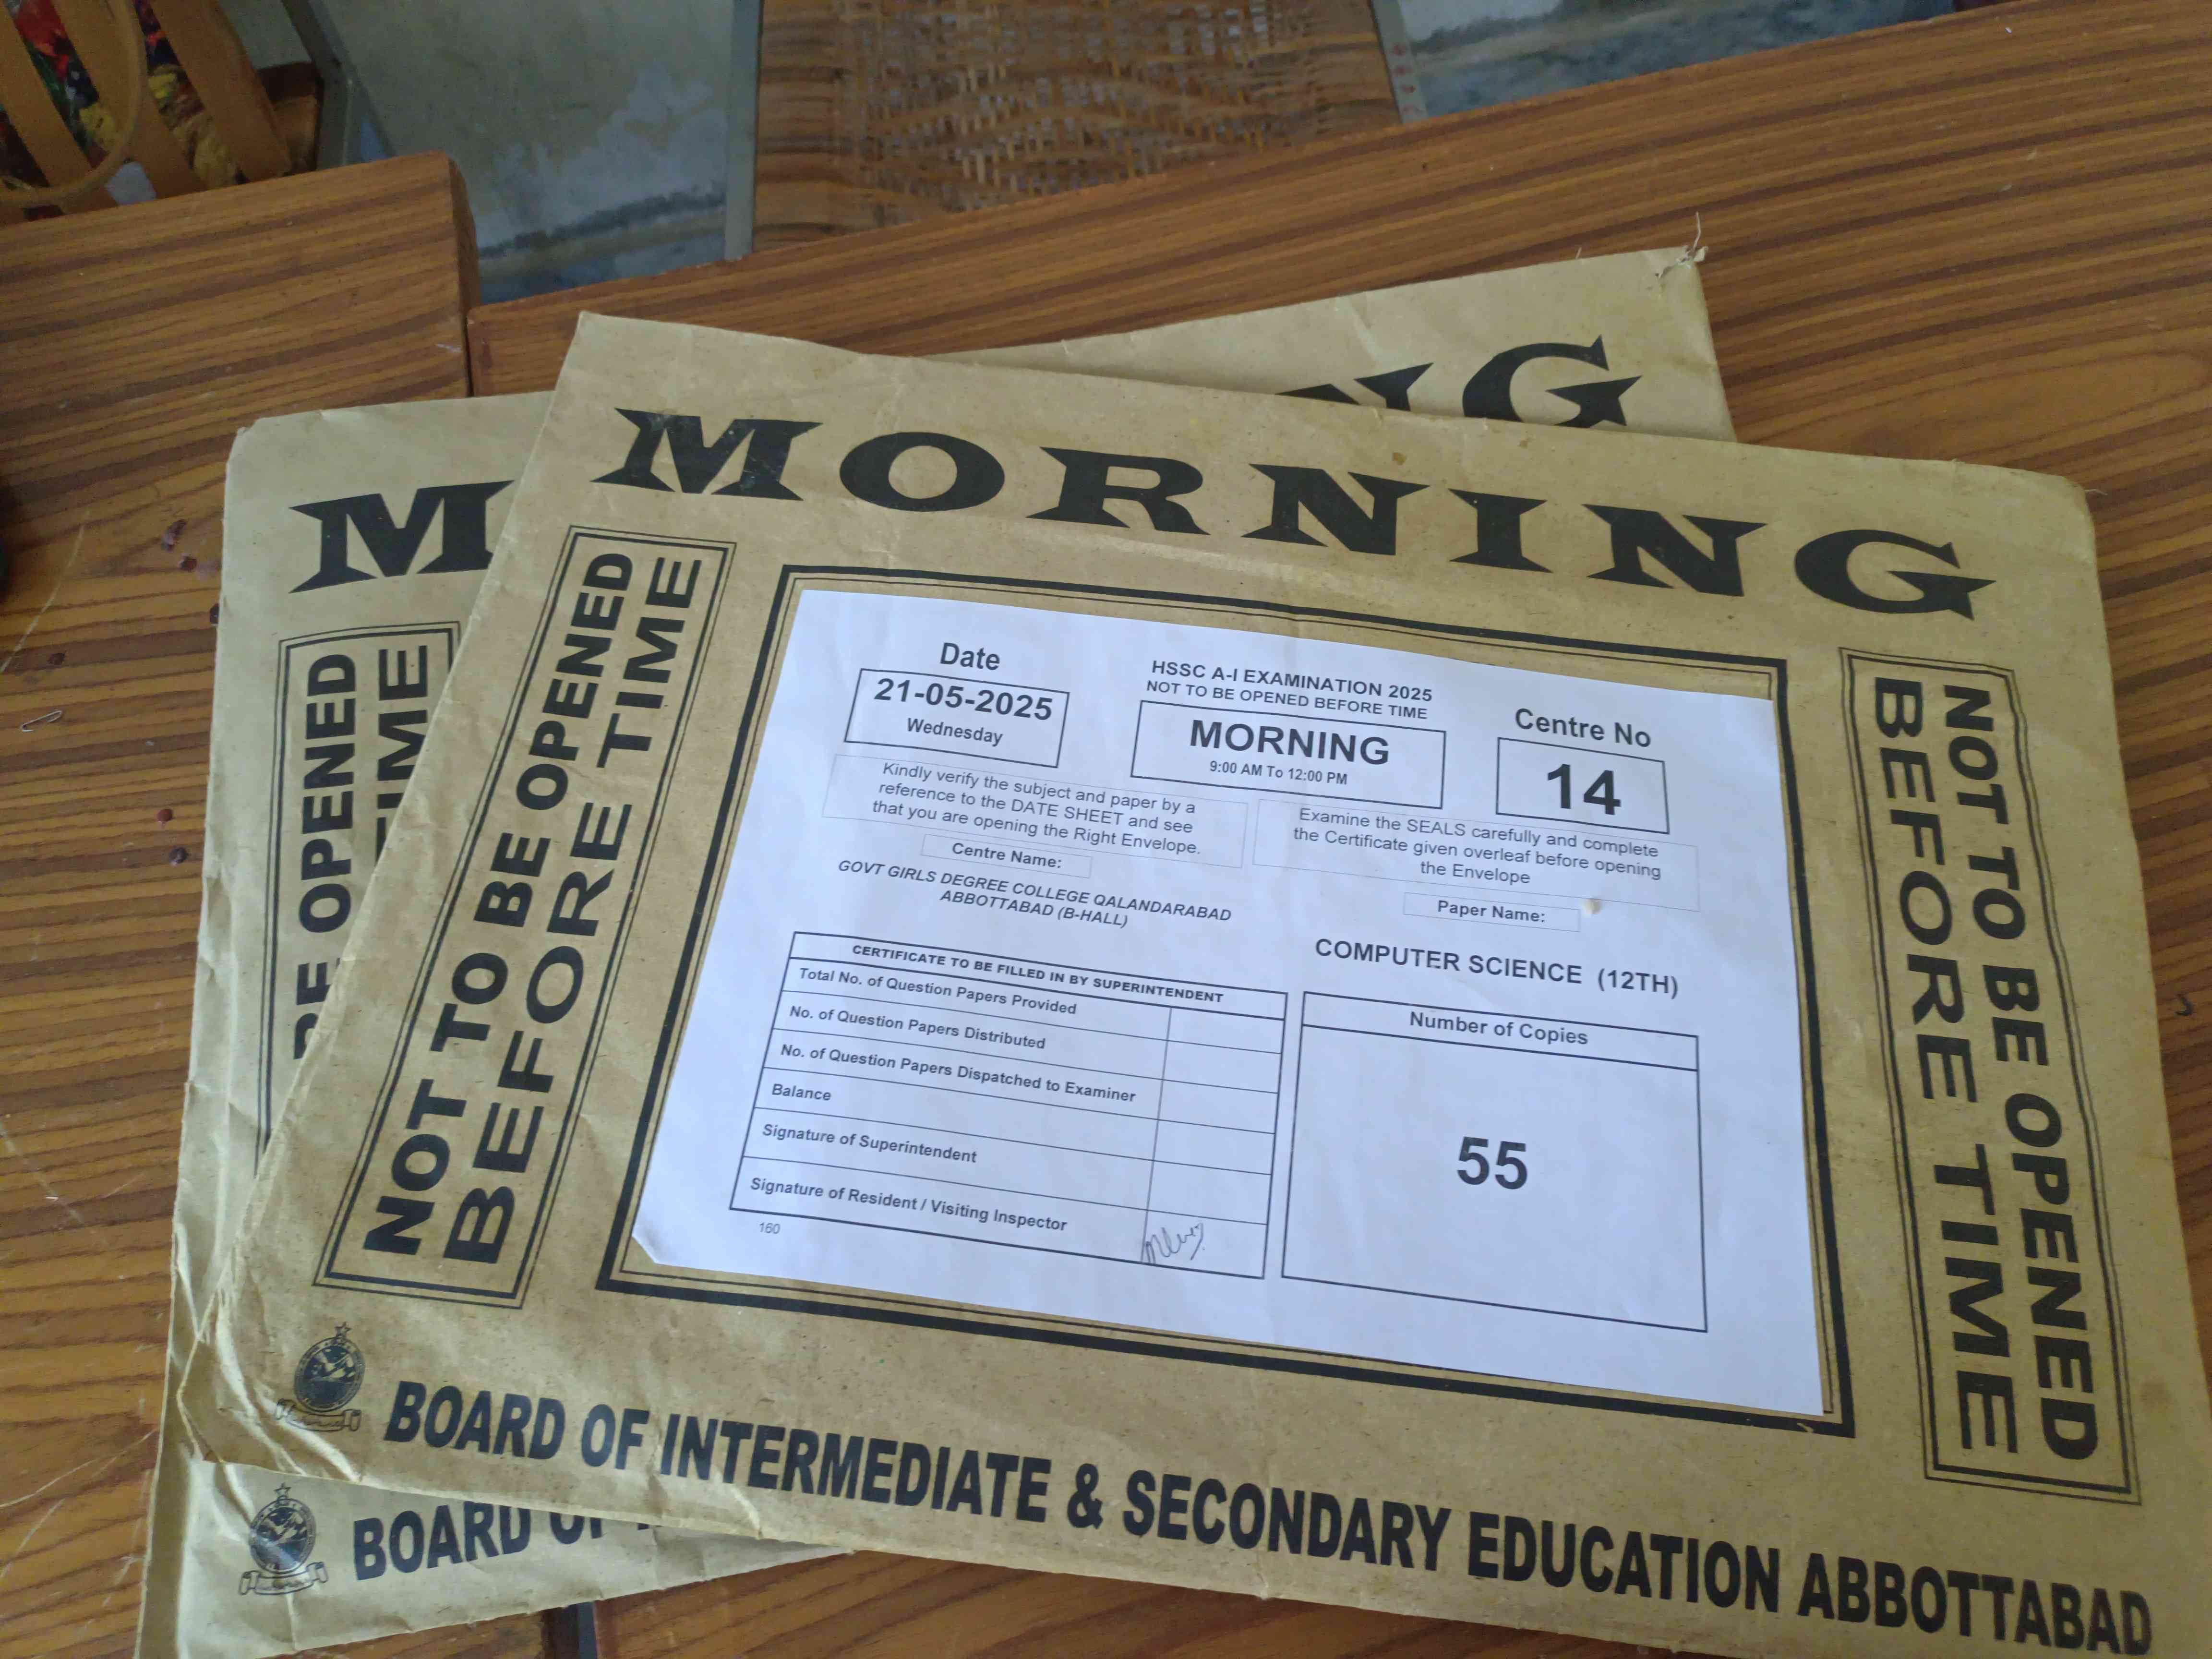 MORNING
NOT TO BE OPENED
BEFORE TIME
Date
21-05-2025
Wednesday
HSSC A-I EXAMINATION 2025
NOT TO BE OPENED BEFORE TIME
MORNING
9:00 AM To 12:00 PM
Centre No
14
Kindly verify the subject and paper by a
reference to the DATE SHEET and see
that you are opening the Right Envelope.
Examine the SEALS carefully and complete
the Certificate given overleaf before opening
the Envelope
Centre Name:
GOVT GIRLS DEGREE COLLEGE QALANDARABAD
ABBOTTABAD (B-HALL)
Paper Name:
COMPUTER SCIENCE (12TH)
CERTIFICATE TO BE FILLED IN BY SUPERINTENDENT
Total No. of Question Papers Provided
No. of Question Papers Distributed
No. of Question Papers Dispatched to Examiner
Balance
Signature of Superintendent
Signature of Resident / Visiting Inspector
160
Number of Copies
55
NOT TO BE OPENED
BEFORE TIME
BOARD OF INTERMEDIATE & SECONDARY EDUCATION ABBOTTABAD
M
NG
BE OPENED
TIME
BOARD OF